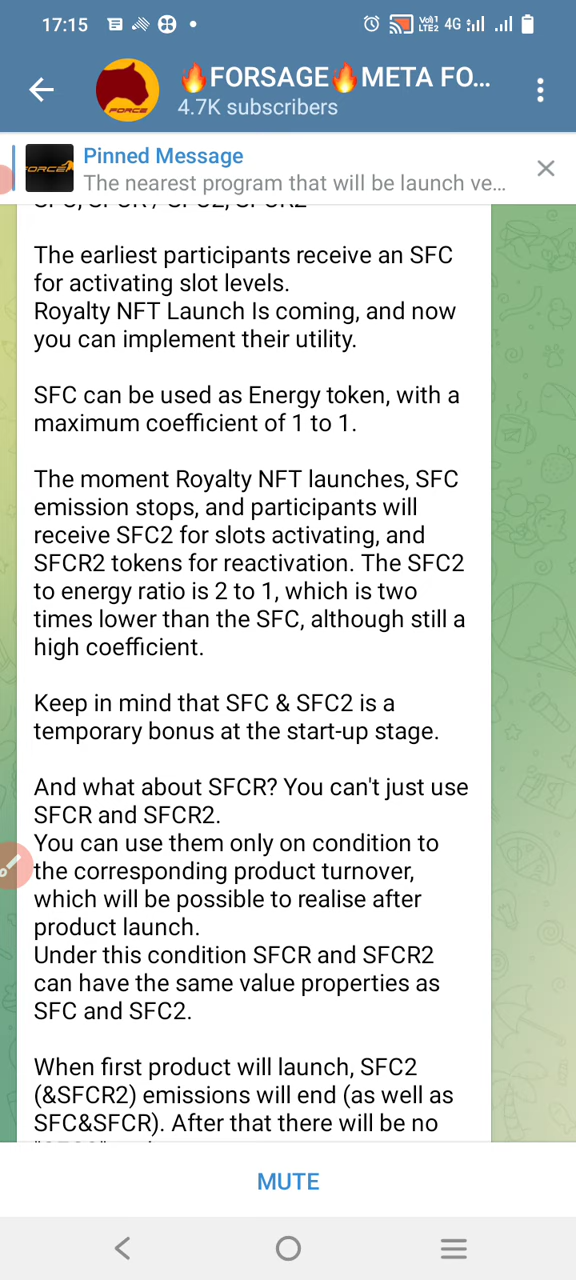 17:15
Vo1) LTE2 4G
🔥FORSAGE🔥META FO...
4.7K subscribers
FORCE
Pinned Message
The nearest program that will be launch ve...
The earliest participants receive an SFC
for activating slot levels.
Royalty NFT Launch Is coming, and now
you can implement their utility.
SFC can be used as Energy token, with a
maximum coefficient of 1 to 1.
The moment Royalty NFT launches, SFC
emission stops, and participants will
receive SFC2 for slots activating, and
SFCR2 tokens for reactivation. The SFC2
to energy ratio is 2 to 1, which is two
times lower than the SFC, although still a
high coefficient.
Keep in mind that SFC & SFC2 is a
temporary bonus at the start-up stage.
And what about SFCR? You can't just use
SFCR and SFCR2.
You can use them only on condition to
the corresponding product turnover,
which will be possible to realise after
product launch.
Under this condition SFCR and SFCR2
can have the same value properties as
SFC and SFC2.
When first product will launch, SFC2
(&SFCR2) emissions will end (as well as
SFC&SFCR). After that there will be no
MUTE